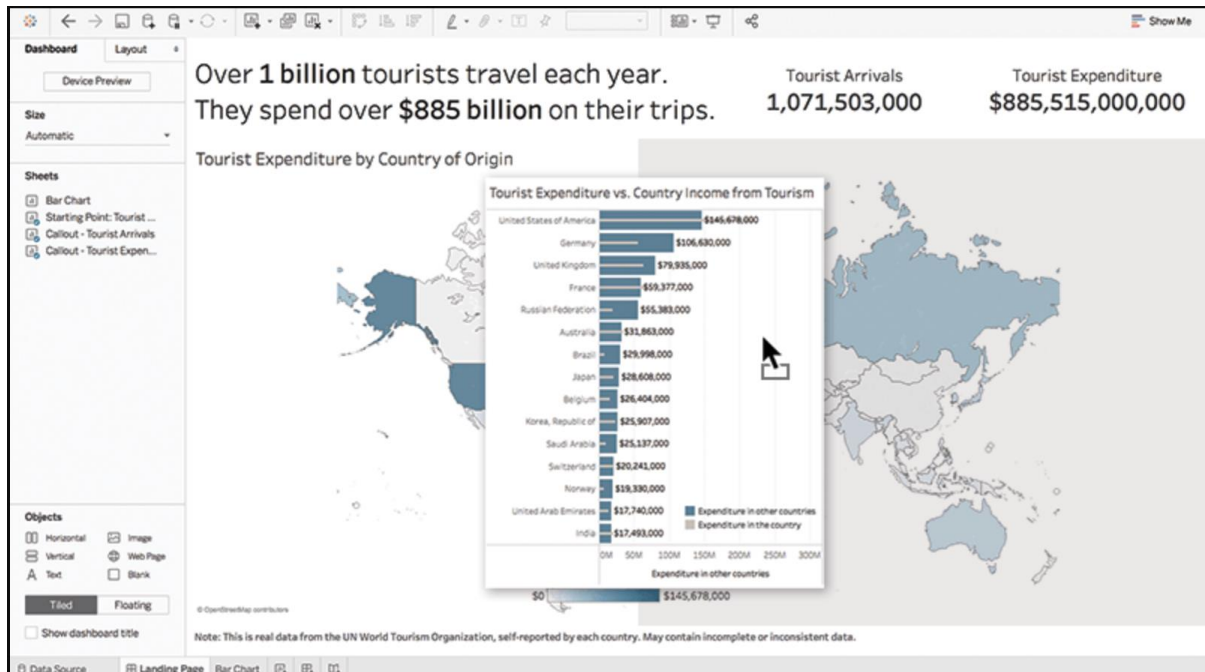 Show Me
Dashboard
Layout
Device Preview
Size
Automatic
Sheets
Bar Chart
Starting Point: Tourist ...
Callout - Tourist Arrivals
Callout - Tourist Expen...
Objects
Horizontal
Image
Vertical
Web Page
A Text
Blank
Tiled
Floating
Show dashboard title
Over 1 billion tourists travel each year.
They spend over $885 billion on their trips.
Tourist Arrivals
1,071,503,000
Tourist Expenditure
$885,515,000,000
Tourist Expenditure by Country of Origin
Tourist Expenditure vs. Country Income from Tourism
United States of America $145,678,000
Germany $106,630,000
United Kingdom $79,935,000
France $59,377,000
Russian Federation $55,383,000
Australia $31,863,000
Brazil $29,998,000
Japan $28,608,000
Belgium $26,404,000
Korea, Republic of $25,907,000
Saudi Arabia $25,137,000
Switzerland $20,241,000
Norway $19,330,000
United Arab Emirates $17,740,000
India $17,493,000
Expenditure in other countries
Expenditure in the country
0M 50M 100M 150M 200M 250M 300M
Expenditure in other countries
$0 $145,678,000
© OpenStreetMap contributors
Note: This is real data from the UN World Tourism Organization, self-reported by each country. May contain incomplete or inconsistent data.
Data Source
Landing Page
Bar Chart